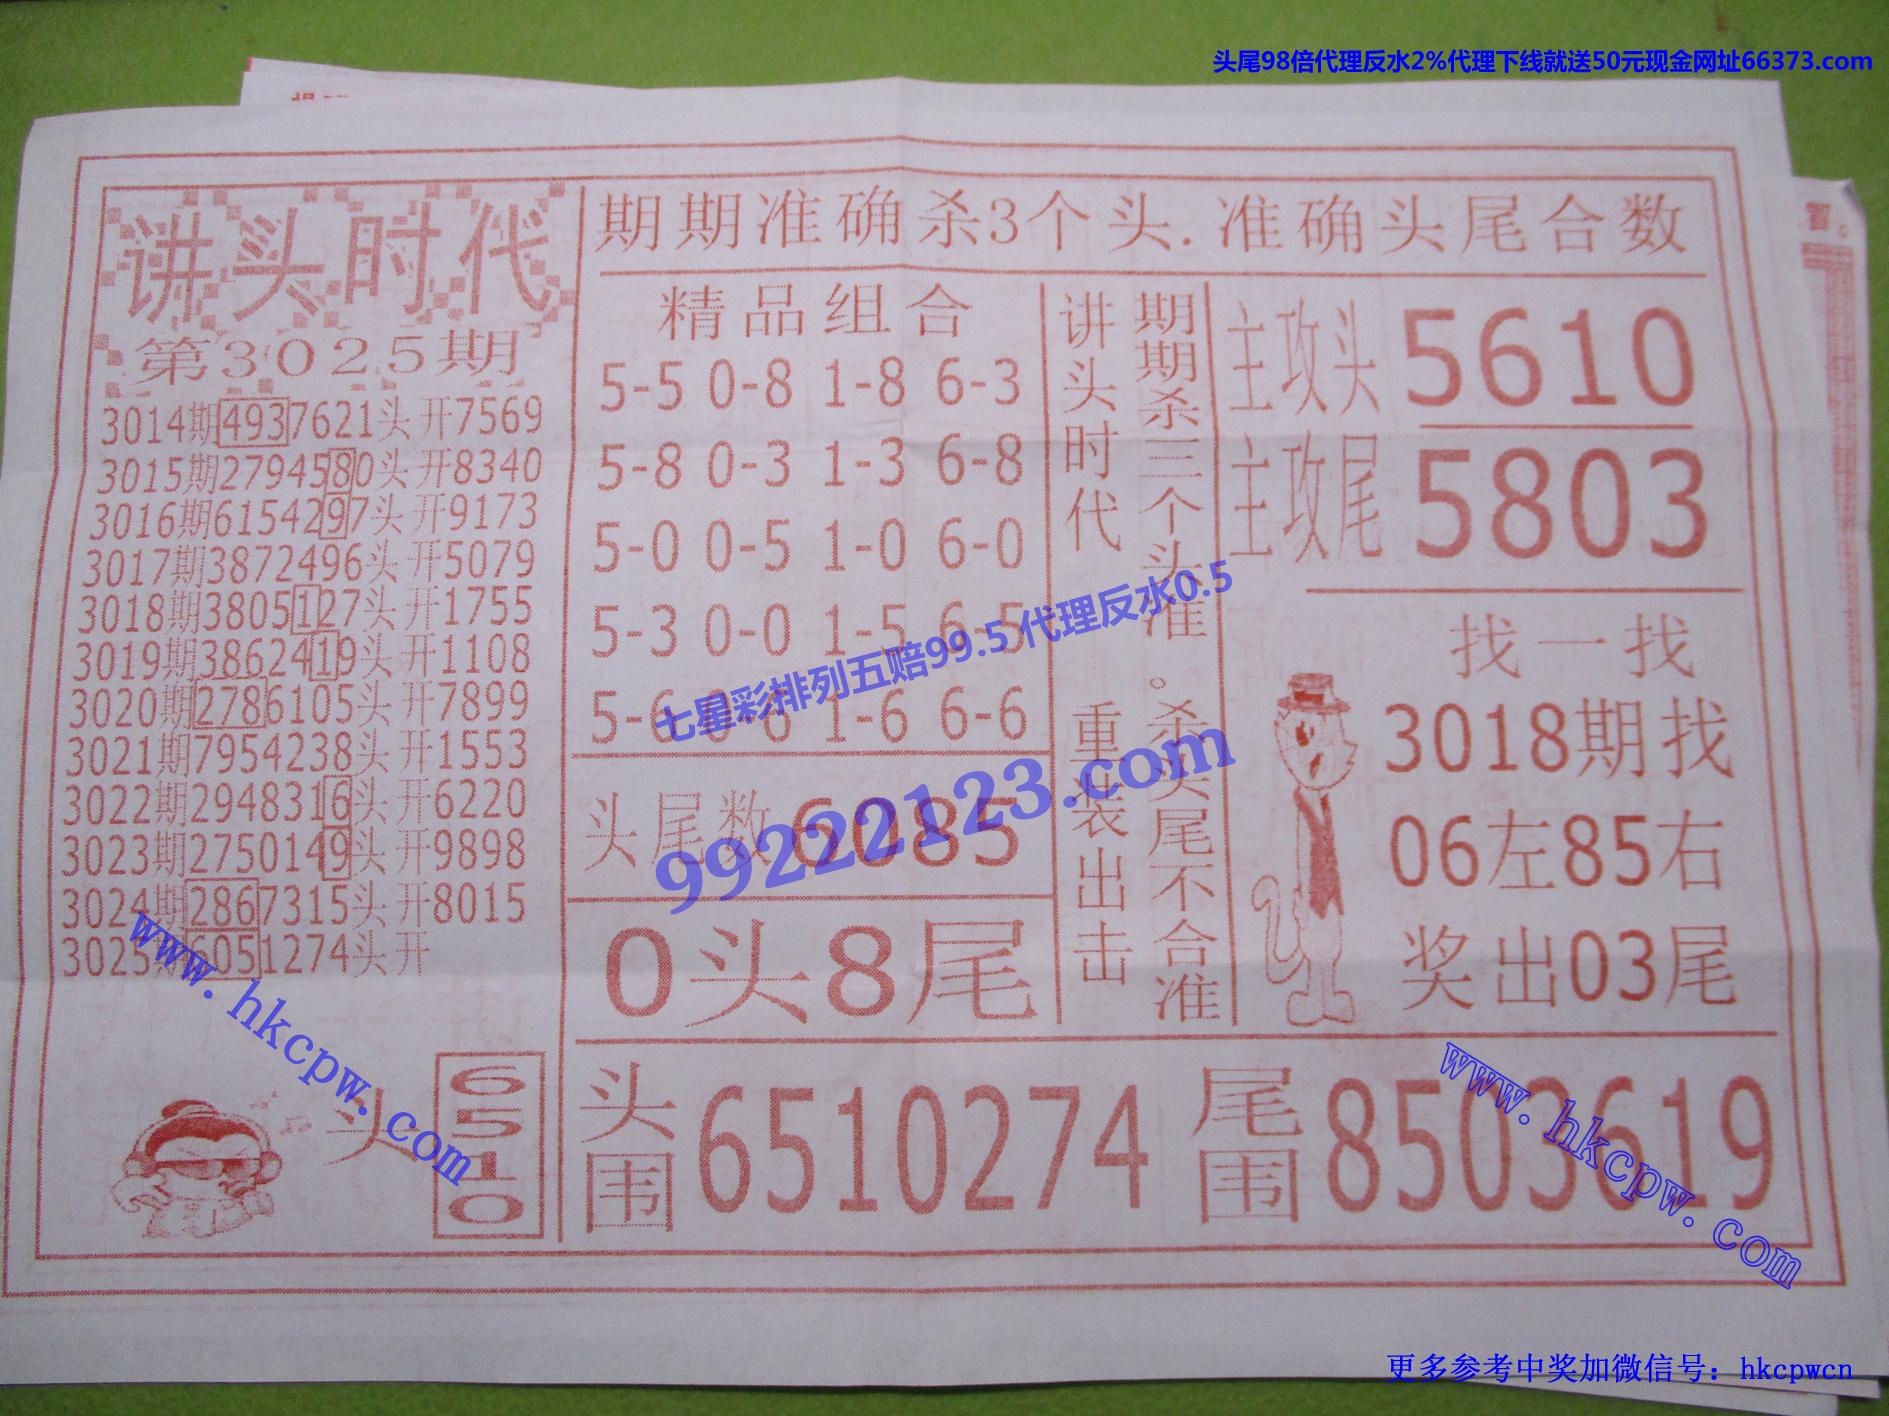 头尾98倍代理反水2%代理下线就送50元现金网址66373.com
讲头时代
第3025期
3014期4937621头开7569
3015期2794580头开8340
3016期6154297头开9173
3017期3872496头开5079
3018期3805127头开1755
3019期3862419头开1108
3020期2786105头开7899
3021期7954238头开1553
3022期2948316头开6220
3023期2750149头开9898
3024期2867315头开8015
3025期6051274头开
头
6510
期期准确杀3个头.准确头尾合数
精品组合
5-5 0-8 1-8 6-3
5-8 0-3 1-3 6-8
5-0 0-5 1-0 6-0
5-3 0-0 1-5 6-5
5-6 0-6 1-6 6-6
头尾数6085
0头8尾
讲头时代 重装出击
期期杀三个头准。杀头尾不合准
主攻头 5610
主攻尾 5803
找一找
3018期找
06左85右
奖出03尾
头围 6510274
尾围 8503619
七星彩排列五赔99.5 代理反水0.5
99222123.com
www.hkcpw.com
www.hkcpw.com
更多参考中奖加微信号：hkcpwcn